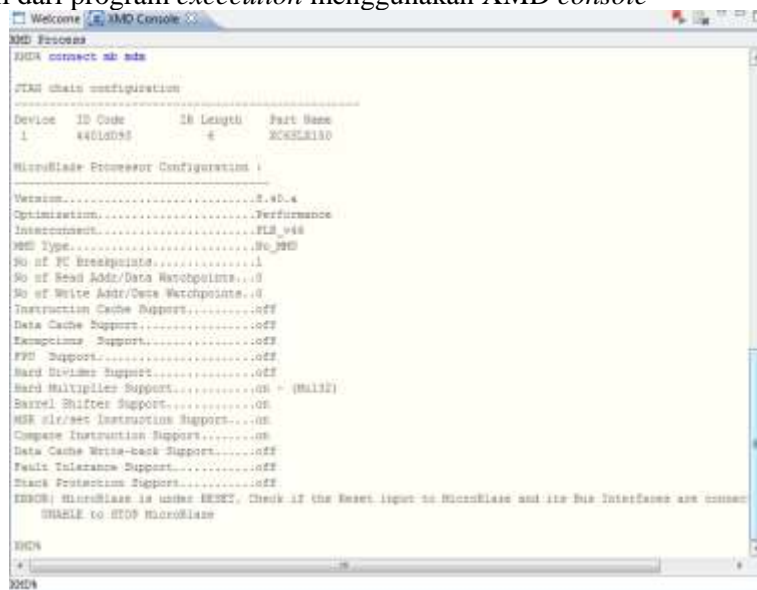 dari program execcution menggunakan XMD console
Welcome XMD Console
XMD Process
XMD% connect mb mdm
JTAG chain configuration
--------------------------------------------------
Device ID Code IR Length Part Name
1 4401d093 6 XC6SLX150
MicroBlaze Processor Configuration :
-------------------------------------
Version............................8.40.a
Optimization.......................Performance
Interconnect.......................PLB_v46
MMU Type...........................No_MMU
No of PC Breakpoints...............1
No of Read Addr/Data Watchpoints...0
No of Write Addr/Data Watchpoints..0
Instruction Cache Support..........off
Data Cache Support.................off
Exceptions Support.................off
FPU Support........................off
Hard Divider Support...............off
Hard Multiplier Support............on - (Mul32)
Barrel Shifter Support.............on
MSR clr/set Instruction Support....on
Compare Instruction Support........on
Data Cache Write-back Support......off
Fault Tolerance Support............off
Stack Protection Support...........off
ERROR: MicroBlaze is under RESET. Check if the Reset input to MicroBlaze and its Bus Interfaces are connec
UNABLE to STOP MicroBlaze
XMD%
XMD%